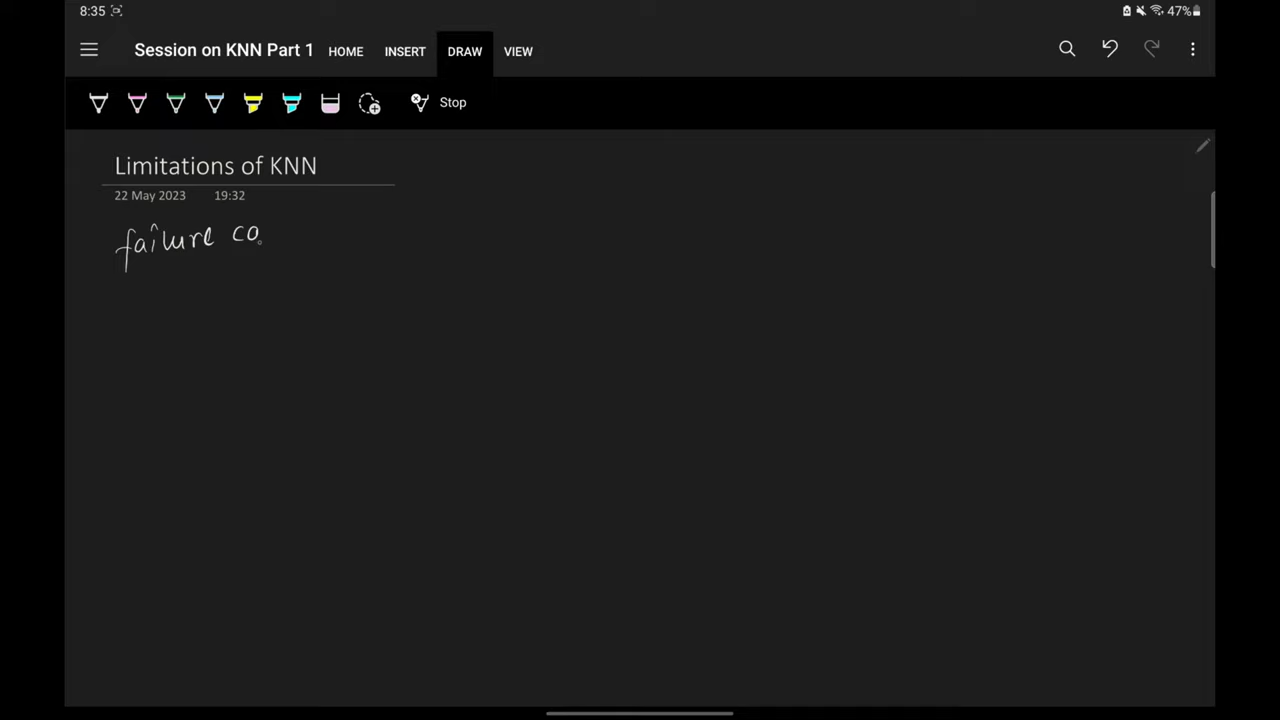 8:35
47%
Session on KNN Part 1 HOME INSERT DRAW VIEW
Stop
Limitations of KNN
22 May 2023 19:32
failure ca